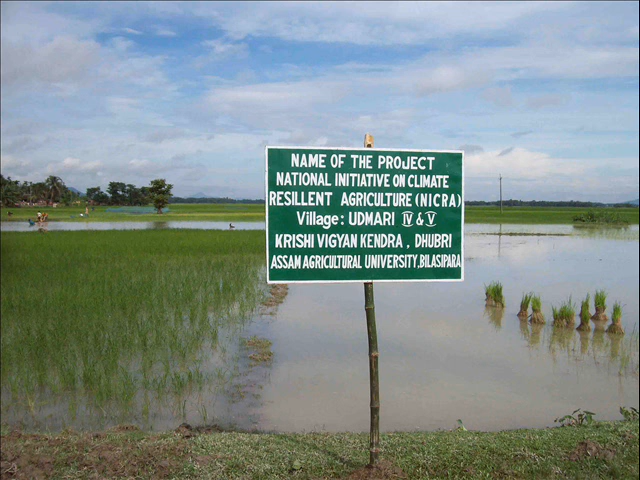 NAME OF THE PROJECT
NATIONAL INITIATIVE ON CLIMATE
RESILLENT AGRICULTURE (NICRA)
Village: UDMARI IV & V
KRISHI VIGYAN KENDRA, DHUBRI
ASSAM AGRICULTURAL UNIVERSITY,BILASIPARA